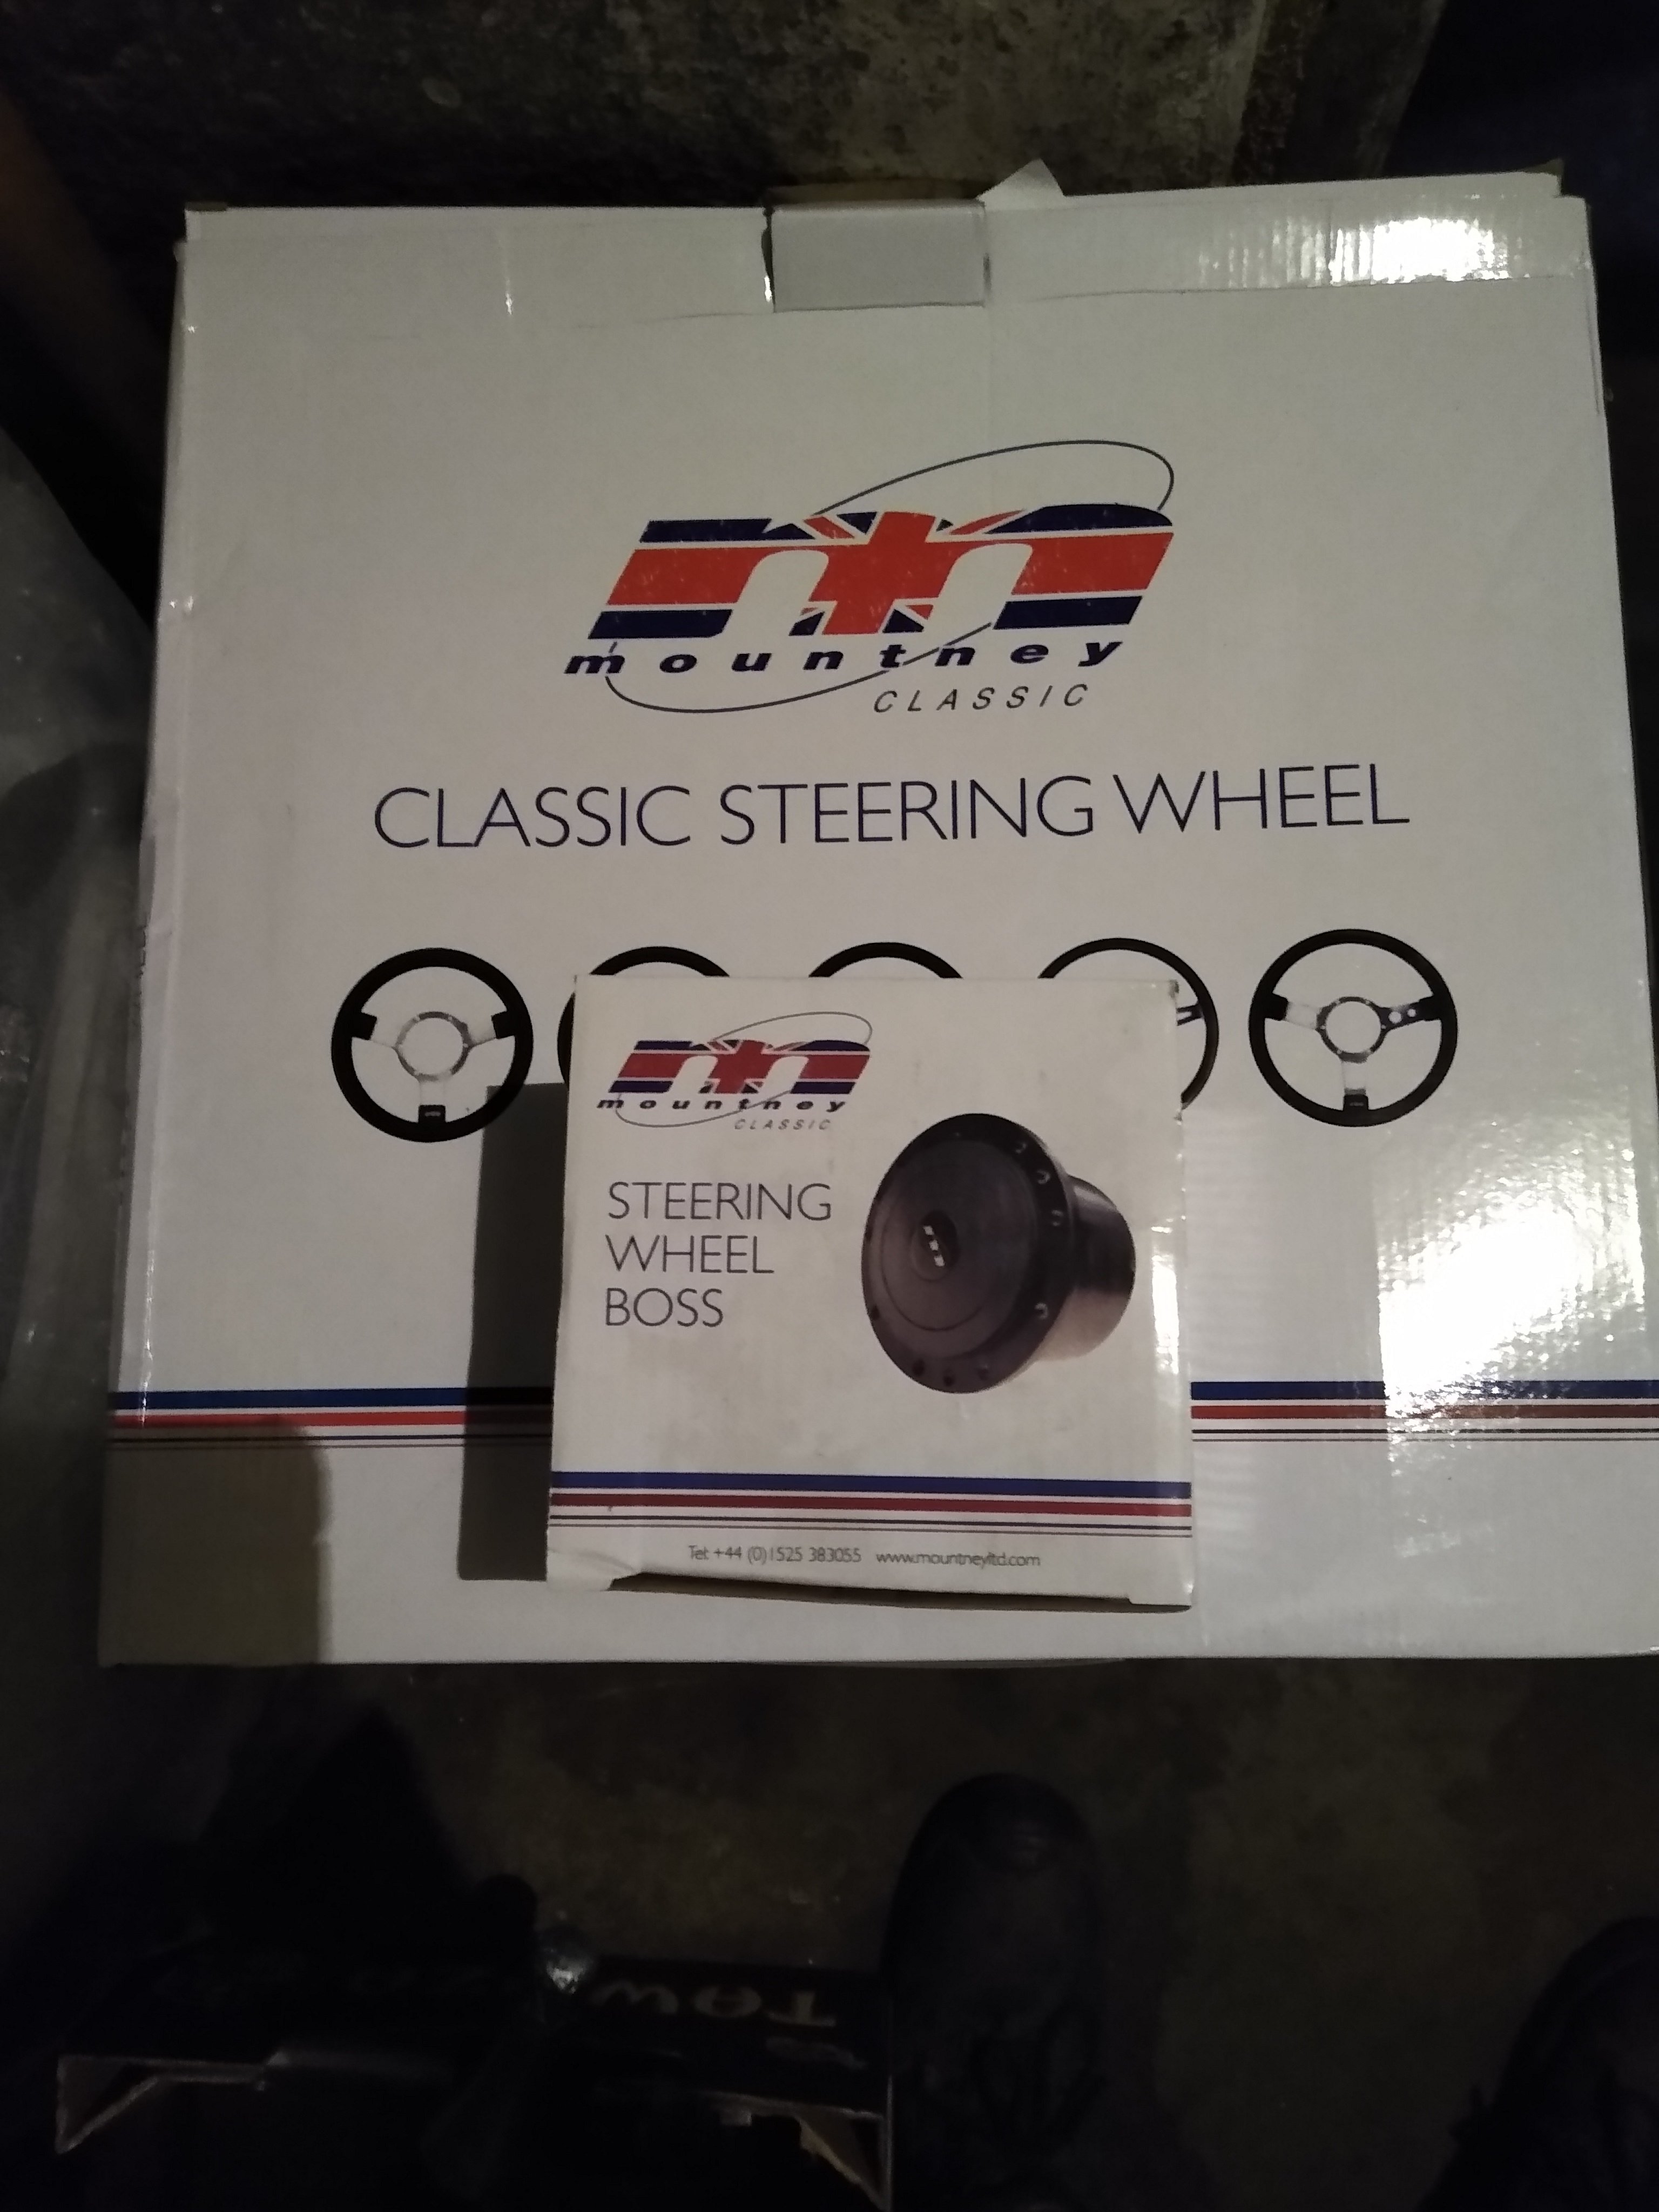 mountney
CLASSIC
CLASSIC STEERING WHEEL
mountney
CLASSIC
STEERING
WHEEL
BOSS
Tel: +44 (0)1525 383055 www.mountneyltd.com